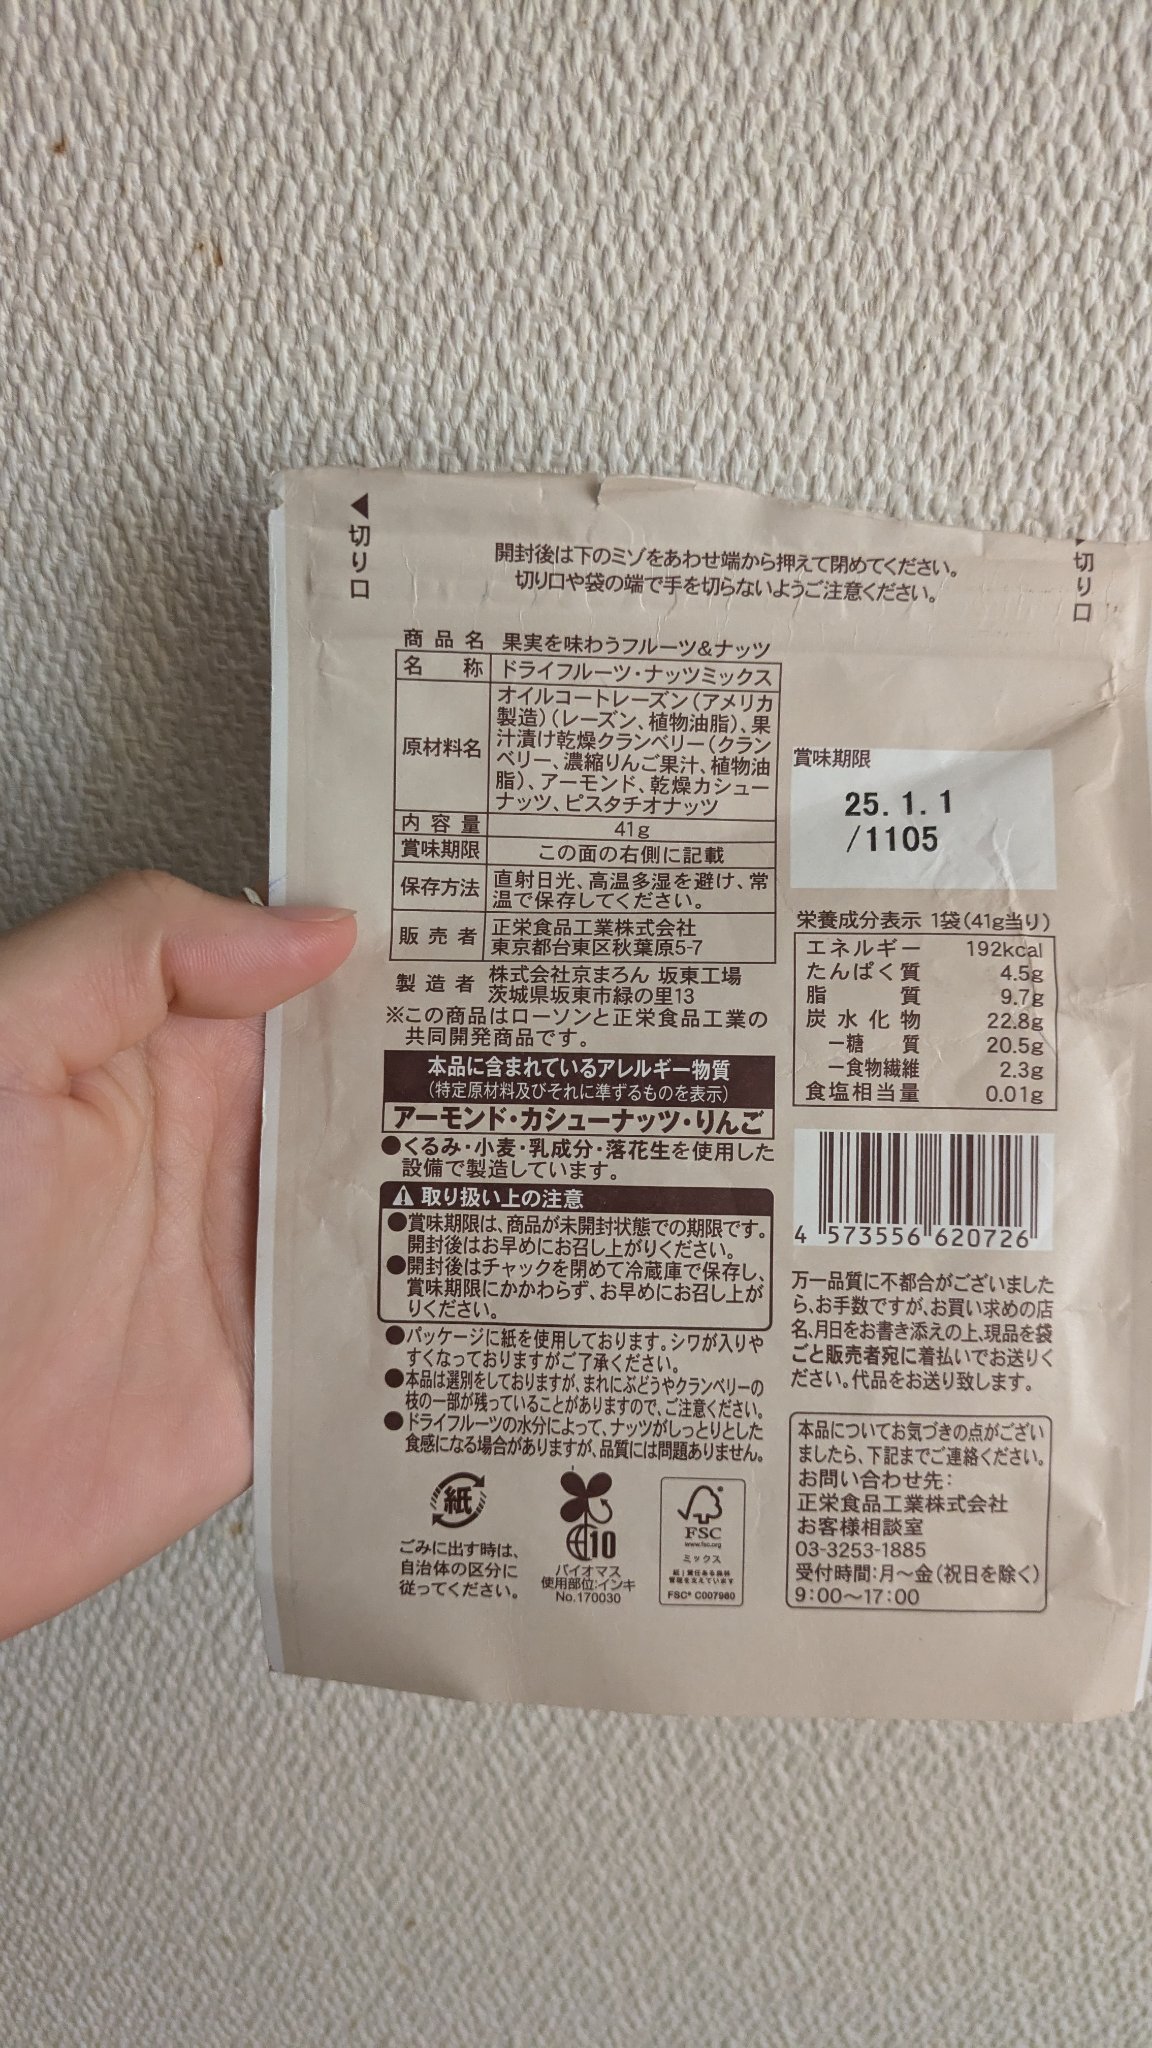 切り口
切り口
開封後は下のミゾをあわせ端から押えて閉めてください。
切り口や袋の端で手を切らないようご注意ください。
商品名 果実を味わうフルーツ&ナッツ
名 称 ドライフルーツ・ナッツミックス
原材料名 オイルコートレーズン(アメリカ
製造)(レーズン、植物油脂)、果
汁漬け乾燥クランベリー(クラン
ベリー、濃縮りんご果汁、植物油
脂)、アーモンド、乾燥カシュー
ナッツ、ピスタチオナッツ
内容量 41g
賞味期限 この面の右側に記載
保存方法 直射日光、高温多湿を避け、常
温で保存してください。
販売者 正栄食品工業株式会社
東京都台東区秋葉原5-7
製造者 株式会社京まろん 坂東工場
茨城県坂東市緑の里13
※この商品はローソンと正栄食品工業の
共同開発商品です。
本品に含まれているアレルギー物質
(特定原材料及びそれに準ずるものを表示)
アーモンド・カシューナッツ・りんご
●くるみ・小麦・乳成分・落花生を使用した
設備で製造しています。
取り扱い上の注意
●賞味期限は、商品が未開封状態での期限です。
開封後はお早めにお召し上がりください。
●開封後はチャックを閉めて冷蔵庫で保存し、
賞味期限にかかわらず、お早めにお召し上が
りください。
●パッケージに紙を使用しております。シワが入りや
すくなっておりますがご了承ください。
●本品は選別をしておりますが、まれにぶどうやクランベリーの
枝の一部が残っていることがありますので、ご注意ください。
●ドライフルーツの水分によって、ナッツがしっとりとした
食感になる場合がありますが、品質には問題ありません。
紙
ごみに出す時は、
自治体の区分に
従ってください。
10
バイオマス
使用部位:インキ
No.170030
FSC
www.fsc.org
ミックス
紙|責任ある森林
管理を支えています
FSC® C007980
賞味期限
25.1.1
/1105
栄養成分表示 1袋(41g当り)
エネルギー 192kcal
たんぱく質 4.5g
脂 質 9.7g
炭水化物 22.8g
ー糖 質 20.5g
ー食物繊維 2.3g
食塩相当量 0.01g
4 573556 620726
万一品質に不都合がございました
ら、お手数ですが、お買い求めの店
名、月日をお書き添えの上、現品を袋
ごと販売者宛に着払いでお送りく
ださい。代品をお送り致します。
本品についてお気づきの点がござい
ましたら、下記までご連絡ください。
お問い合わせ先:
正栄食品工業株式会社
お客様相談室
03-3253-1885
受付時間:月〜金(祝日を除く)
9:00〜17:00